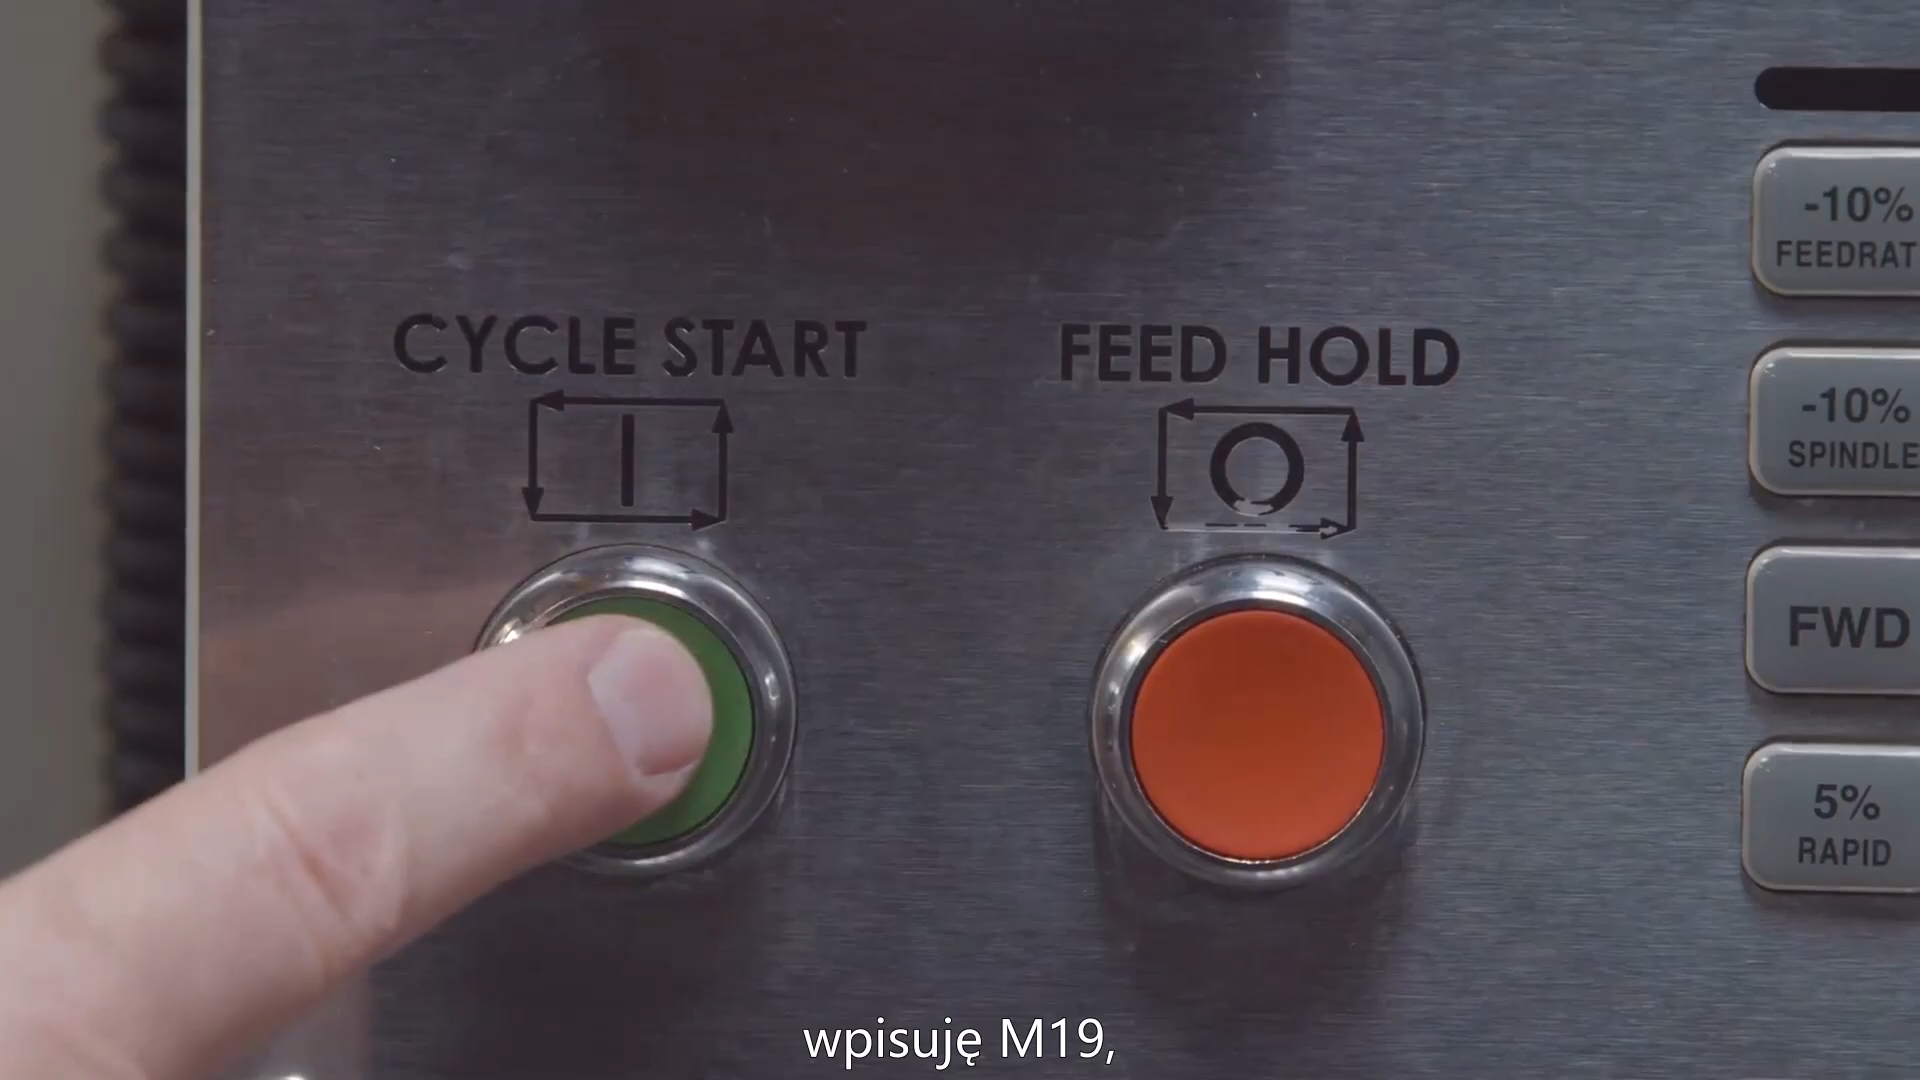 CYCLE START
FEED HOLD
-10%
FEEDRAT
-10%
SPINDLE
FWD
5%
RAPID
wpisuję M19,